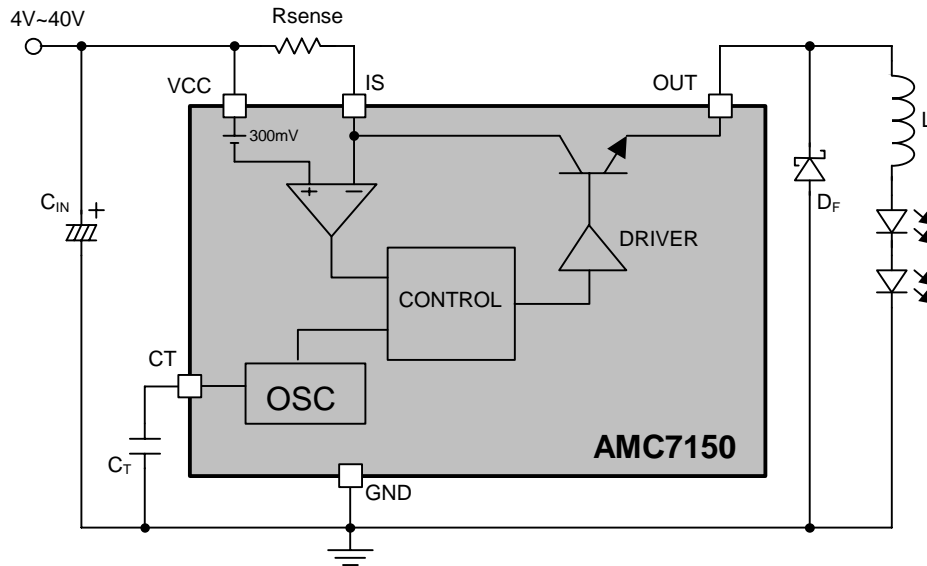 4V~40V
Rsense
VCC
IS
OUT
300mV
L
+
−
CIN
+
DF
DRIVER
CONTROL
CT
OSC
AMC7150
CT
GND